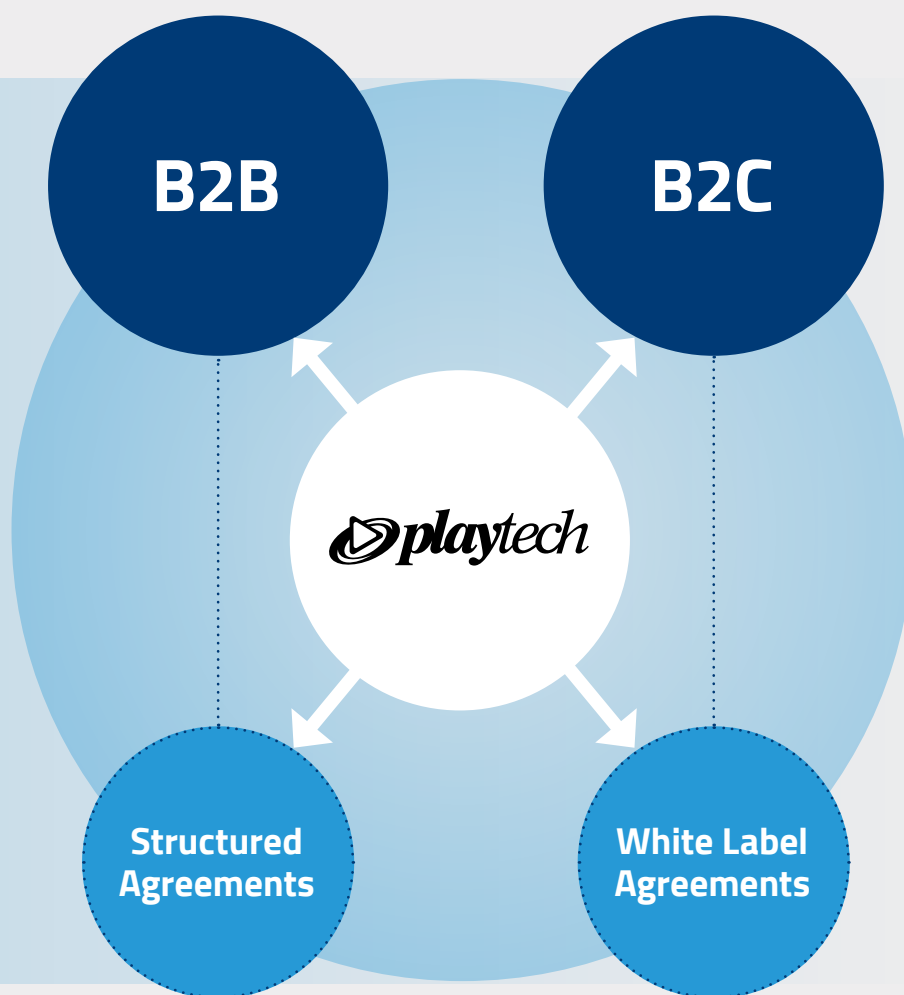 B2B
B2C
playtech
Structured
Agreements
White Label
Agreements